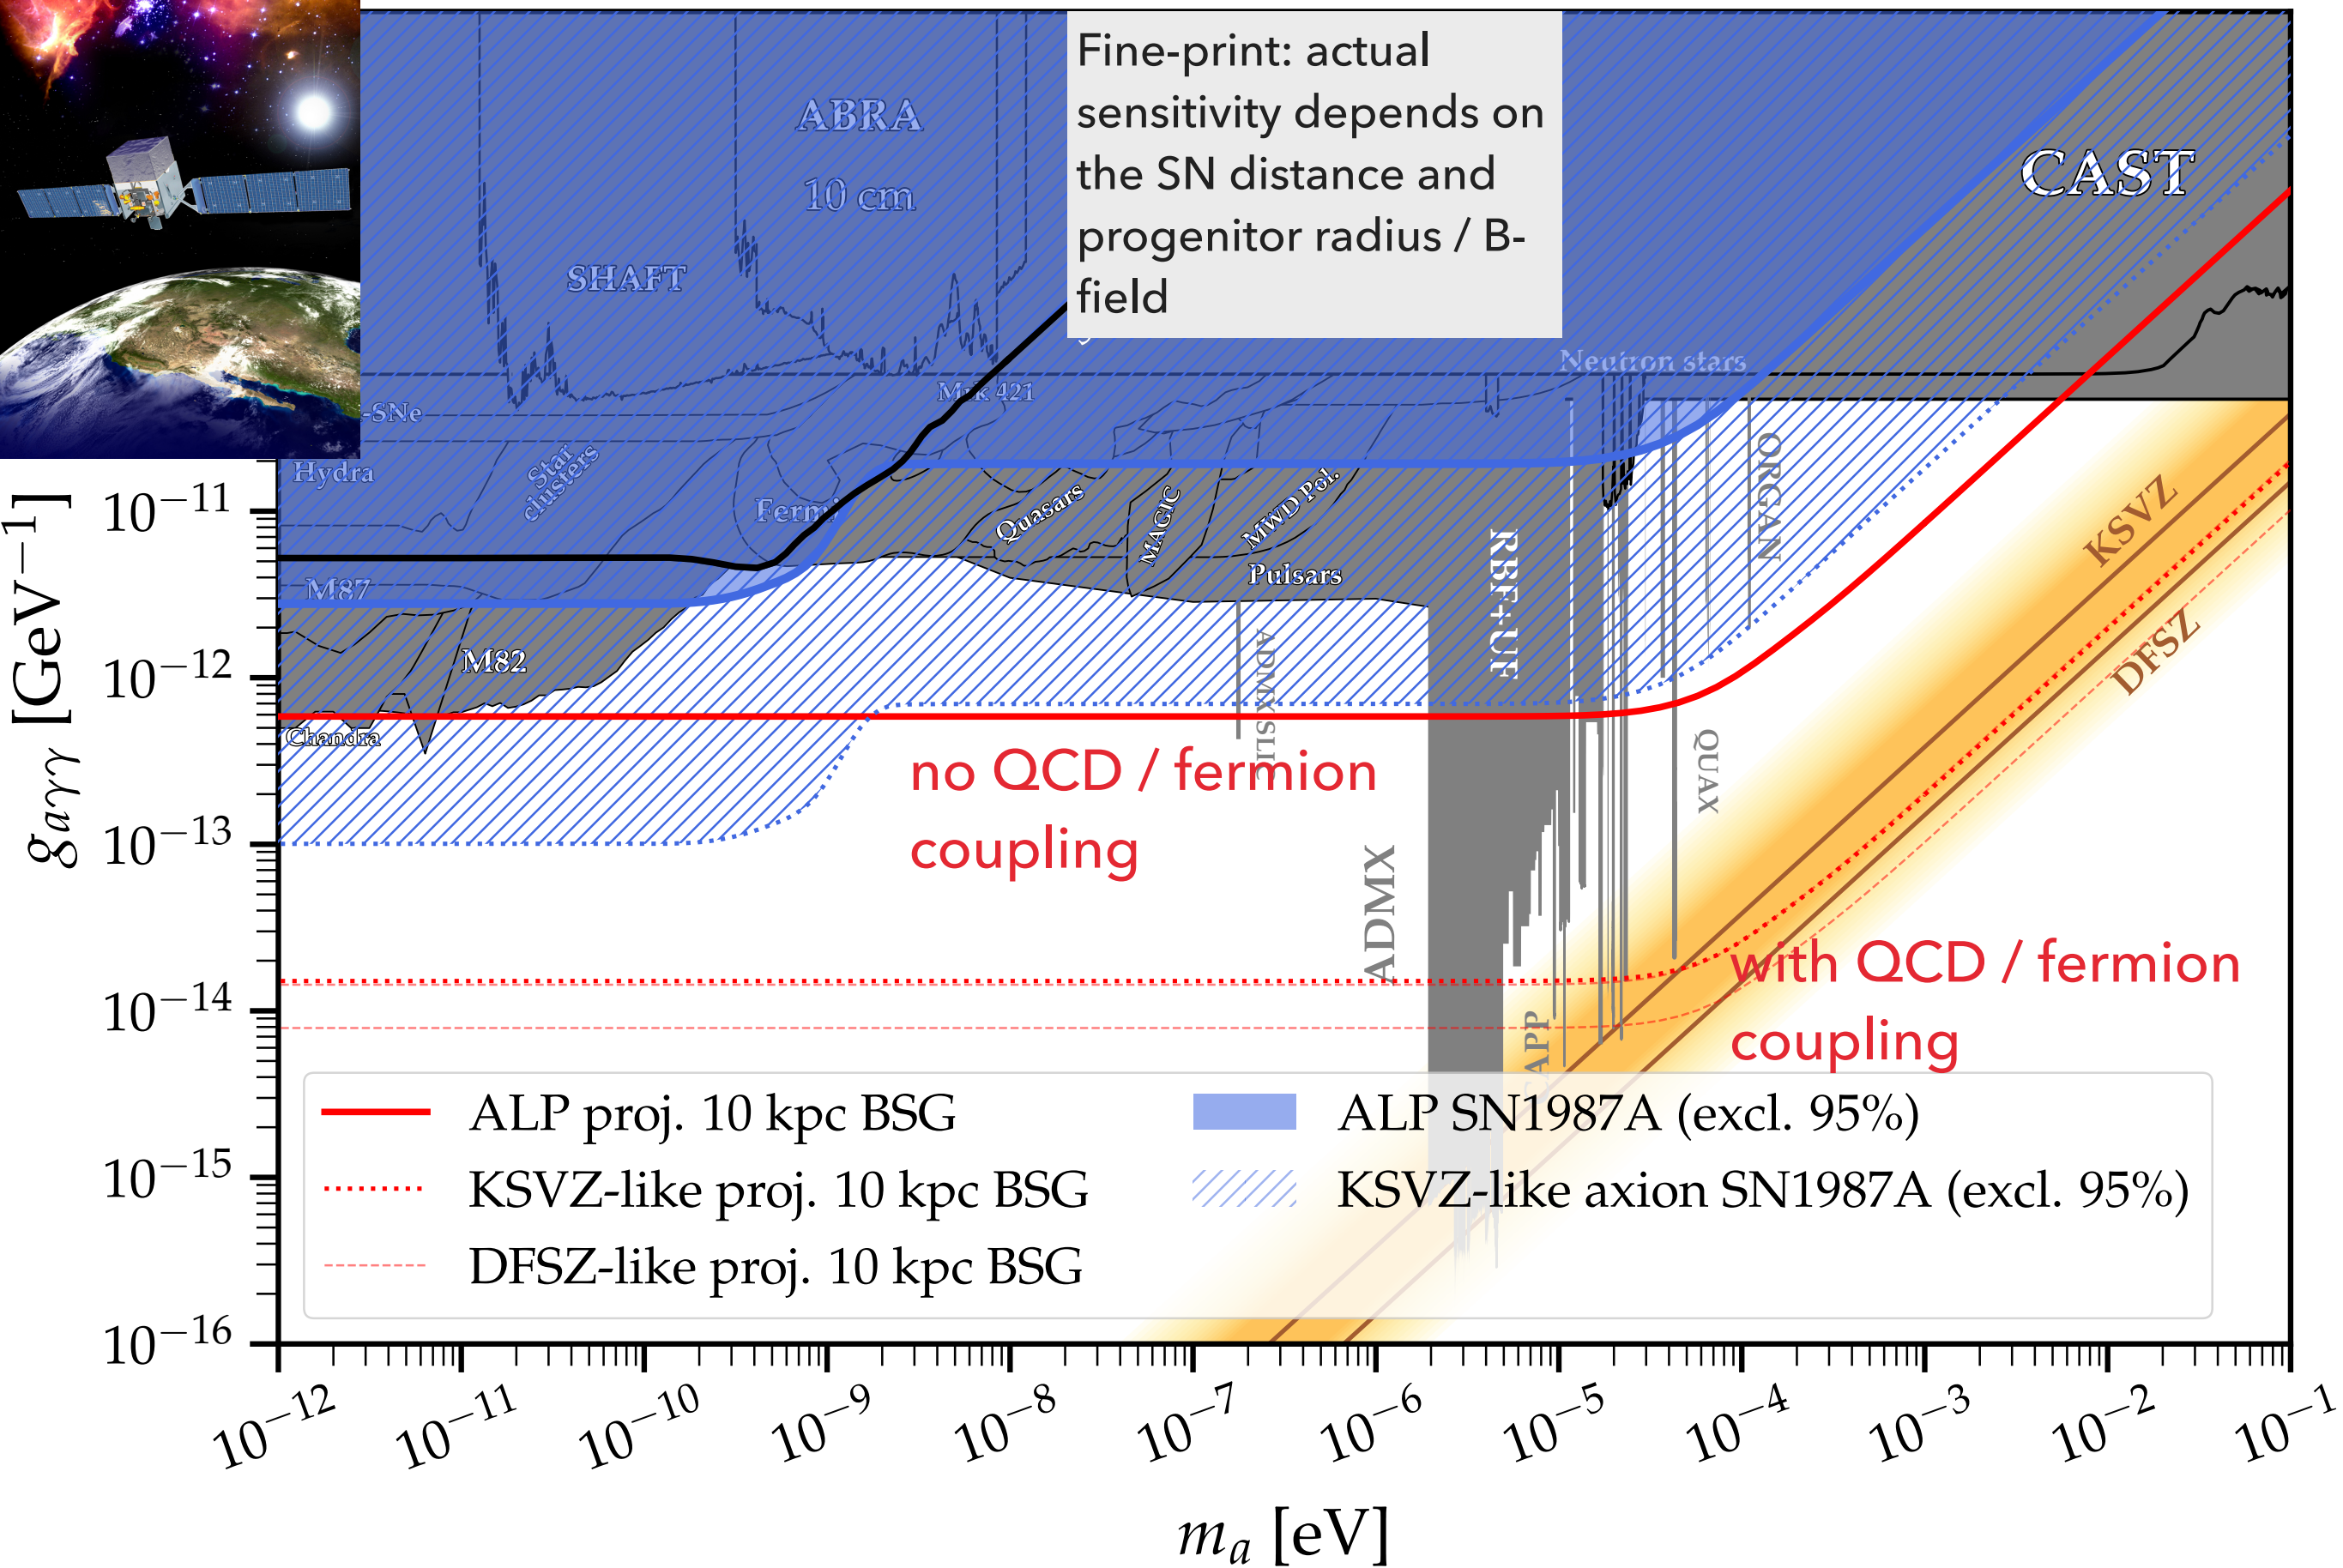 Fine-print: actual
sensitivity depends on
the SN distance and
progenitor radius / B-
field
ABRA
10 cm
SHAFT
CAST
Neutron stars
Mrk 421
-SNe
Hydra
Star
clusters
Fermi
Quasars
MAGIC
MWD Pol.
Pulsars
RBF+UF
ORGAN
KSVZ
DFSZ
M87
M82
Chandra
ADMX SLIC
QUAX
no QCD / fermion
coupling
ADMX
CAPP
with QCD / fermion
coupling
ALP proj. 10 kpc BSG
KSVZ-like proj. 10 kpc BSG
DFSZ-like proj. 10 kpc BSG
ALP SN1987A (excl. 95%)
KSVZ-like axion SN1987A (excl. 95%)
g_{aγγ} [GeV⁻¹]
10⁻¹¹
10⁻¹²
10⁻¹³
10⁻¹⁴
10⁻¹⁵
10⁻¹⁶
10⁻¹² 10⁻¹¹ 10⁻¹⁰ 10⁻⁹ 10⁻⁸ 10⁻⁷ 10⁻⁶ 10⁻⁵ 10⁻⁴ 10⁻³ 10⁻² 10⁻¹
mₐ [eV]